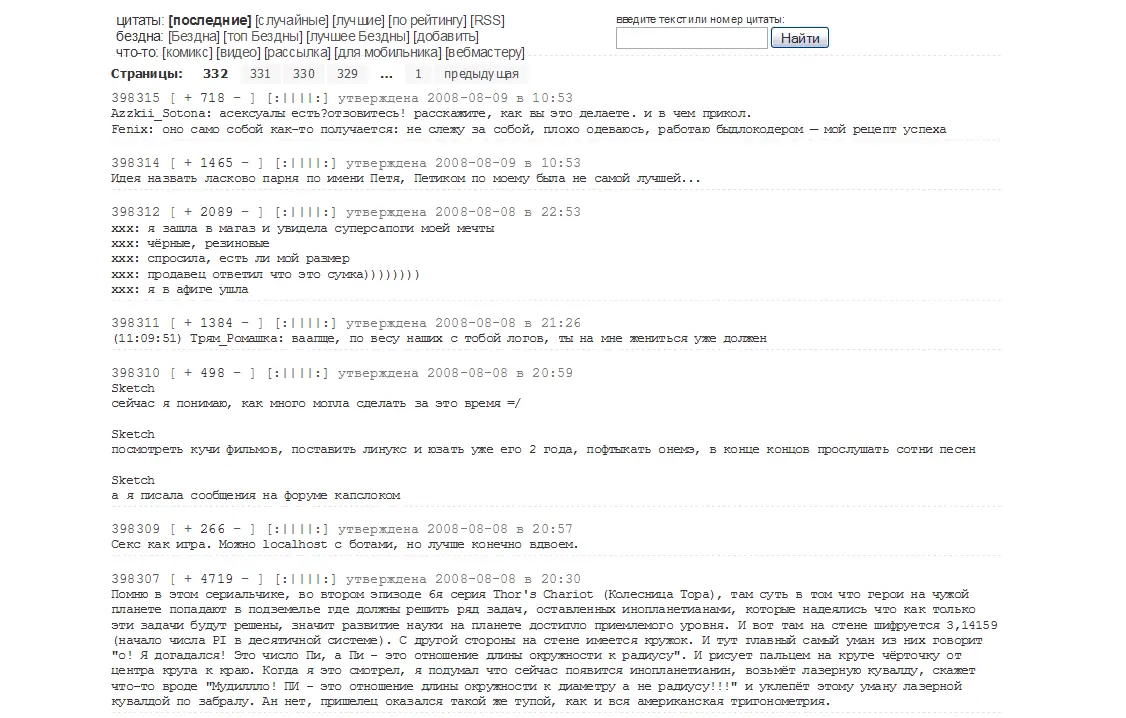 цитаты: [последние] [случайные] [лучшие] [по рейтингу] [RSS]
бездна: [Бездна] [топ Бездны] [лучшее Бездны] [добавить]
что-то: [комикс] [видео] [рассылка] [для мобильника] [вебмастеру]
введите текст или номер цитаты:
Найти
Страницы: 332 331 330 329 ... 1 предыдущая
398315 [ + 718 - ] [:||||:] утверждена 2008-08-09 в 10:53
Azzkii_Sotona: асексуалы есть?отзовитесь! расскажите, как вы это делаете. и в чем прикол.
Fenix: оно само собой как-то получается: не слежу за собой, плохо одеваюсь, работаю быдлокодером — мой рецепт успеха
398314 [ + 1465 - ] [:||||:] утверждена 2008-08-09 в 10:53
Идея назвать ласково парня по имени Петя, Петиком по моему была не самой лучшей...
398312 [ + 2089 - ] [:||||:] утверждена 2008-08-08 в 22:53
xxx: я зашла в магаз и увидела суперсапоги моей мечты
xxx: чёрные, резиновые
xxx: спросила, есть ли мой размер
xxx: продавец ответил что это сумка))))))))
xxx: я в афиге ушла
398311 [ + 1384 - ] [:||||:] утверждена 2008-08-08 в 21:26
(11:09:51) Трям_Ромашка: ваапще, по весу наших с тобой логов, ты на мне жениться уже должен
398310 [ + 498 - ] [:||||:] утверждена 2008-08-08 в 20:59
Sketch
сейчас я понимаю, как много могла сделать за это время =/
Sketch
посмотреть кучи фильмов, поставить линукс и юзать уже его 2 года, пофтыкать онемэ, в конце концов прослушать сотни песен
Sketch
а я писала сообщения на форуме капслоком
398309 [ + 266 - ] [:||||:] утверждена 2008-08-08 в 20:57
Секс как игра. Можно localhost с ботами, но лучше конечно вдвоем.
398307 [ + 4719 - ] [:||||:] утверждена 2008-08-08 в 20:30
Помню в этом сериальчике, во втором эпизоде 6я серия Thor's Chariot (Колесница Тора), там суть в том что герои на чужой
планете попадают в подземелье где должны решить ряд задач, оставленных инопланетианами, которые надеялись что как только
эти задачи будут решены, значит развитие науки на планете достигло приемлемого уровня. И вот там на стене шифруется 3,14159
(начало числа PI в десятичной системе). С другой стороны на стене имеется кружок. И тут главный самый уман из них говорит
"о! Я догадался! Это число Пи, а Пи - это отношение длины окружности к радиусу". И рисует пальцем на круге чёрточку от
центра круга к краю. Когда я это смотрел, я подумал что сейчас появится инопланетианин, возьмёт лазерную кувалду, скажет
что-то вроде "Мудиллло! ПИ - это отношение длины окружности к диаметру а не радиусу!!!" и уклепёт этому уману лазерной
кувалдой по забралу. Ан нет, пришелец оказался такой же тупой, как и вся американская тригонометрия.